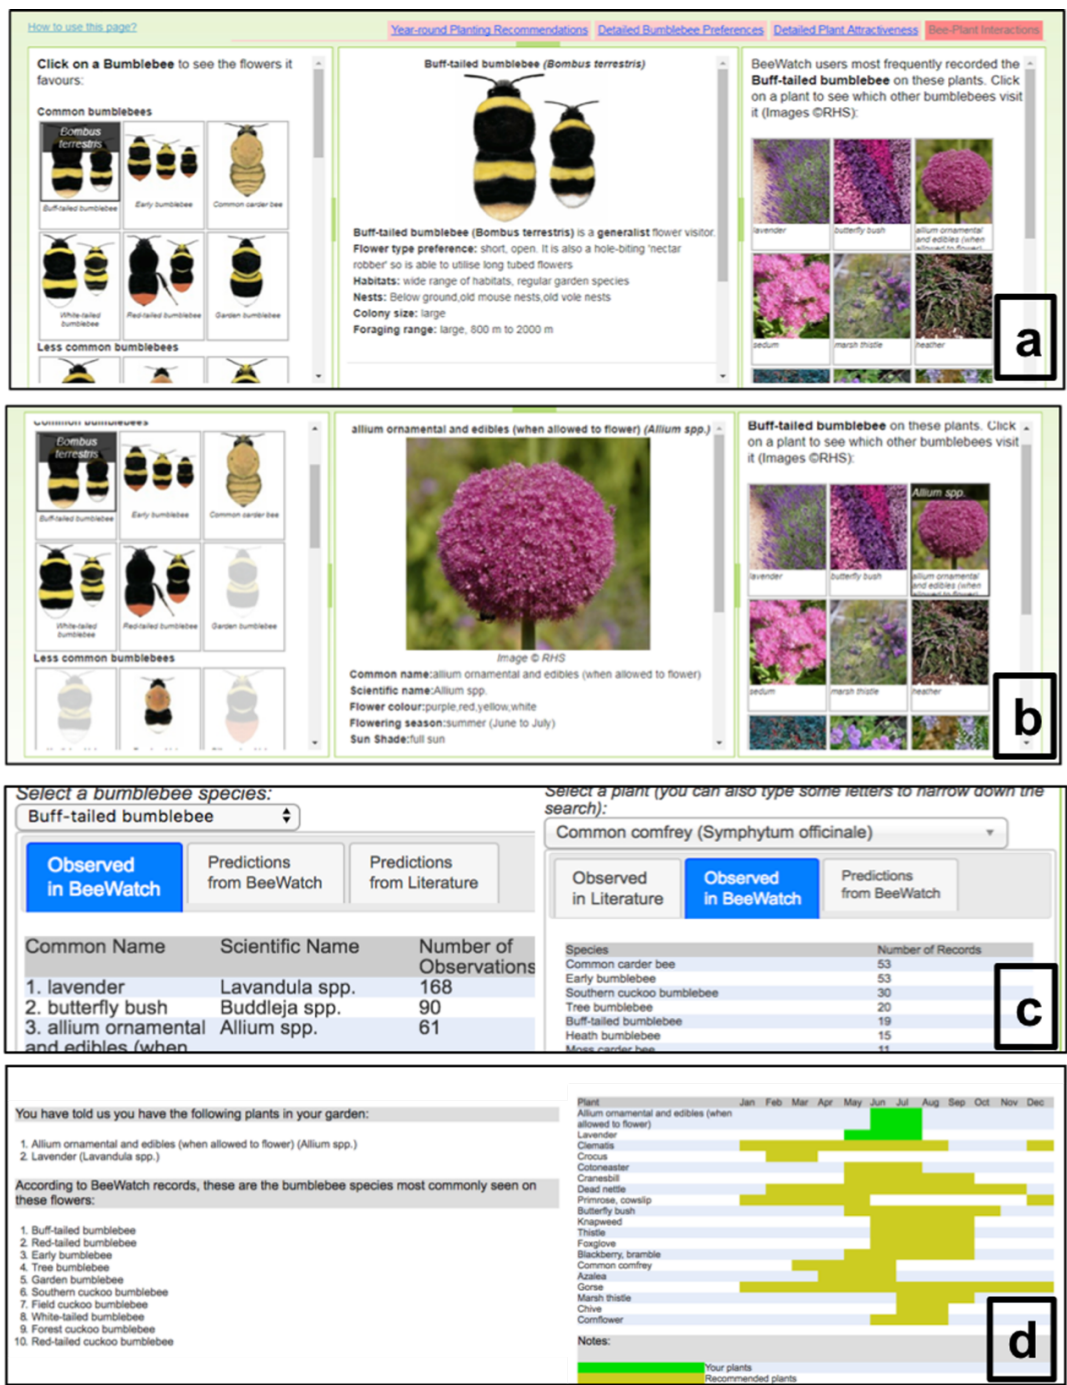 How to use this page?
Year-round Planting Recommendations Detailed Bumblebee Preferences Detailed Plant Attractiveness Bee-Plant Interactions
Click on a Bumblebee to see the flowers it
favours:
Common bumblebees
Bombus
terrestris
Buff-tailed bumblebee Early bumblebee Common carder bee
White-tailed
bumblebee
Red-tailed bumblebee Garden bumblebee
Less common bumblebees
Buff-tailed bumblebee (Bombus terrestris)
Buff-tailed bumblebee (Bombus terrestris) is a generalist flower visitor.
Flower type preference: short, open. It is also a hole-biting 'nectar
robber' so is able to utilise long tubed flowers
Habitats: wide range of habitats, regular garden species
Nests: Below ground,old mouse nests,old vole nests
Colony size: large
Foraging range: large, 800 m to 2000 m
BeeWatch users most frequently recorded the
Buff-tailed bumblebee on these plants. Click
on a plant to see which other bumblebees visit
it (Images ©RHS):
lavender butterfly bush allium ornamental
and edibles (when
allowed to flower)
sedum marsh thistle heather
a
Common bumblebees
Bombus
terrestris
Buff-tailed bumblebee Early bumblebee Common carder bee
White-tailed
bumblebee
Red-tailed bumblebee Garden bumblebee
Less common bumblebees
allium ornamental and edibles (when allowed to flower) (Allium spp.)
Image © RHS
Common name:allium ornamental and edibles (when allowed to flower)
Scientific name:Allium spp.
Flower colour:purple,red,yellow,white
Flowering season:summer (June to July)
Sun Shade:full sun
Buff-tailed bumblebee on these plants. Click
on a plant to see which other bumblebees visit
it (Images ©RHS):
Allium spp.
lavender butterfly bush allium ornamental
and edibles (when
allowed to flower)
sedum marsh thistle heather
b
Select a bumblebee species:
Buff-tailed bumblebee
Observed
in BeeWatch
Predictions
from BeeWatch
Predictions
from Literature
Common Name Scientific Name Number of
Observations
1. lavender Lavandula spp. 168
2. butterfly bush Buddleja spp. 90
3. allium ornamental Allium spp. 61
and edibles (when
Select a plant (you can also type some letters to narrow down the
search):
Common comfrey (Symphytum officinale)
Observed
in Literature
Observed
in BeeWatch
Predictions
from BeeWatch
Species Number of Records
Common carder bee 53
Early bumblebee 53
Southern cuckoo bumblebee 30
Tree bumblebee 20
Buff-tailed bumblebee 19
Heath bumblebee 15
Moss carder bee 11
c
You have told us you have the following plants in your garden:
1. Allium ornamental and edibles (when allowed to flower) (Allium spp.)
2. Lavender (Lavandula spp.)
According to BeeWatch records, these are the bumblebee species most commonly seen on
these flowers:
1. Buff-tailed bumblebee
2. Red-tailed bumblebee
3. Early bumblebee
4. Tree bumblebee
5. Garden bumblebee
6. Southern cuckoo bumblebee
7. Field cuckoo bumblebee
8. White-tailed bumblebee
9. Forest cuckoo bumblebee
10. Red-tailed cuckoo bumblebee
Plant Jan Feb Mar Apr May Jun Jul Aug Sep Oct Nov Dec
Allium ornamental and edibles (when
allowed to flower)
Lavender
Clematis
Crocus
Cotoneaster
Cranesbill
Dead nettle
Primrose, cowslip
Butterfly bush
Knapweed
Thistle
Foxglove
Blackberry, bramble
Common comfrey
Azalea
Gorse
Marsh thistle
Chive
Cornflower
Notes:
Your plants
Recommended plants
d